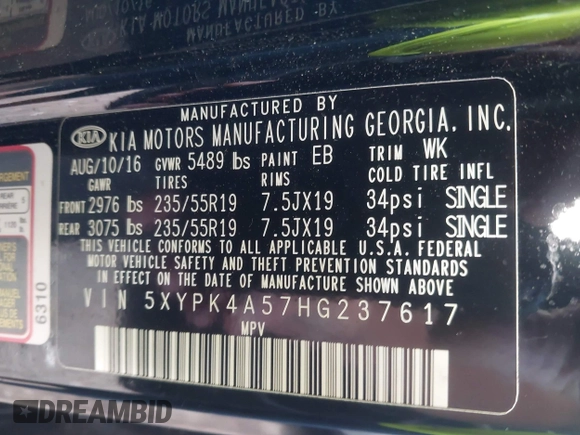 MANUFACTURED BY
KIA KIA MOTORS MANUFACTURING GEORGIA, INC.
AUG/10/16 GVWR 5489 lbs PAINT EB TRIM WK
GAWR TIRES RIMS COLD TIRE INFL
FRONT 2976 lbs 235/55R19 7.5JX19 34psi SINGLE
REAR 3075 lbs 235/55R19 7.5JX19 34psi SINGLE
THIS VEHICLE CONFORMS TO ALL APPLICABLE U.S.A. FEDERAL
MOTOR VEHICLE SAFETY AND THEFT PREVENTION STANDARDS
IN EFFECT ON THE DATE OF MANUFACTURE SHOWN ABOVE
VIN 5XYPK4A57HG237617
MPV
REAR
6310
DREAMBID